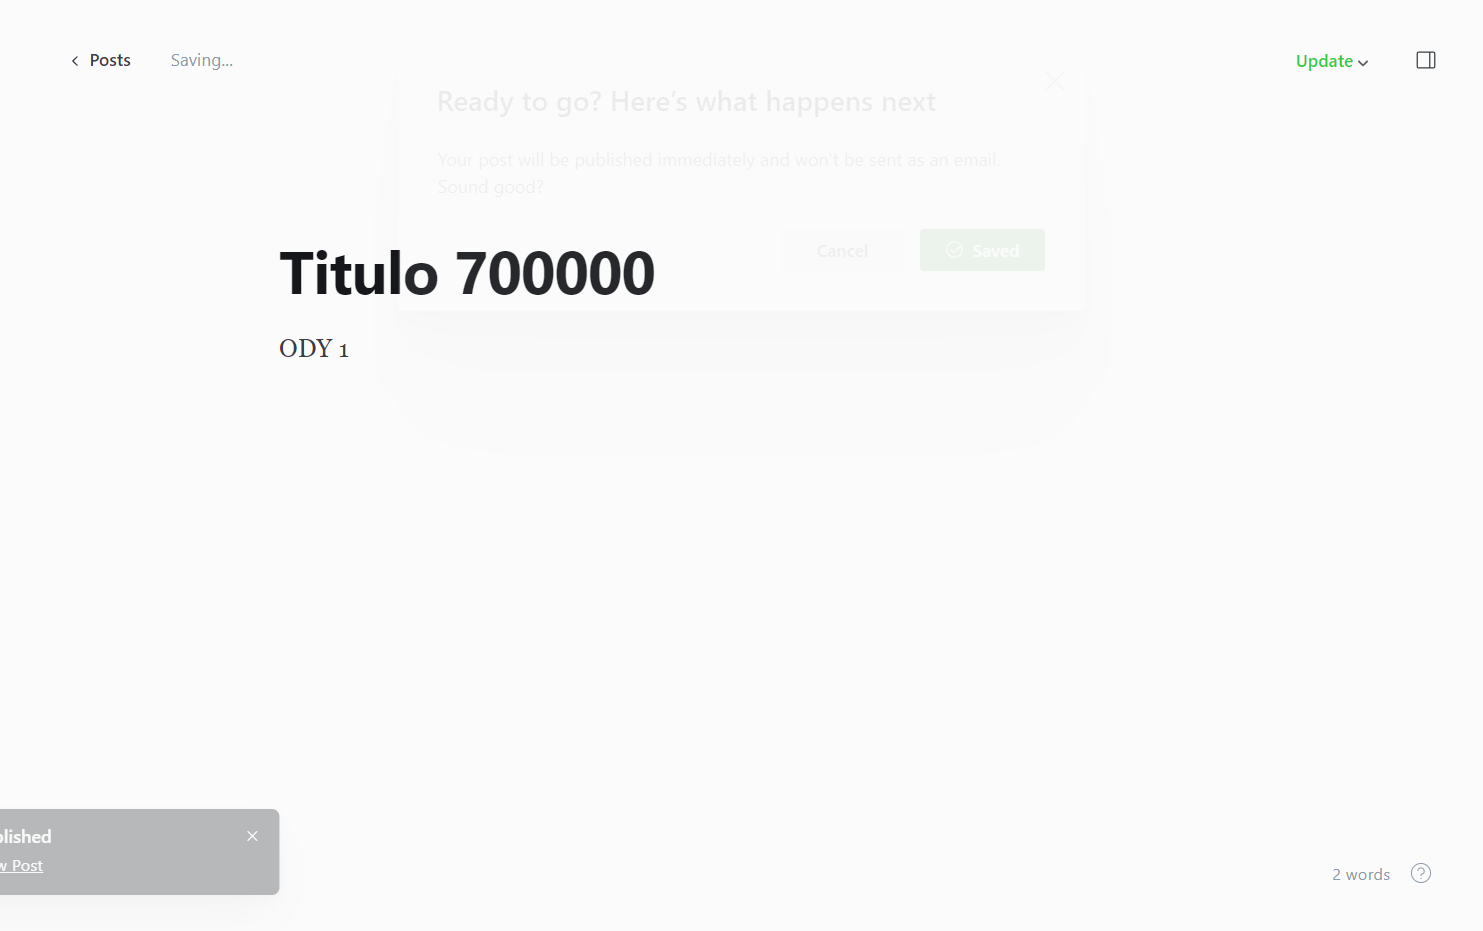 Posts
Saving...
Update
Ready to go? Here's what happens next
Your post will be published immediately and won't be sent as an email.
Sound good?
Cancel
Saved
Titulo 700000
ODY 1
blished
w Post
2 words